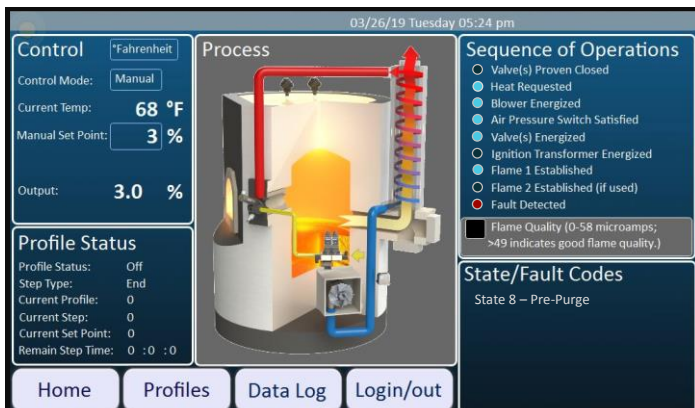 03/26/19 Tuesday 05:24 pm
Control
°Fahrenheit
Control Mode: Manual
Current Temp: 68 °F
Manual Set Point: 3 %
Output: 3.0 %
Profile Status
Profile Status: Off
Step Type: End
Current Profile: 0
Current Step: 0
Current Set Point: 0
Remain Step Time: 0 :0 :0
Process
Sequence of Operations
Valve(s) Proven Closed
Heat Requested
Blower Energized
Air Pressure Switch Satisfied
Valve(s) Energized
Ignition Transformer Energized
Flame 1 Established
Flame 2 Established (if used)
Fault Detected
Flame Quality (0-58 microamps;
>49 indicates good flame quality.)
State/Fault Codes
State 8 – Pre-Purge
Home
Profiles
Data Log
Login/out